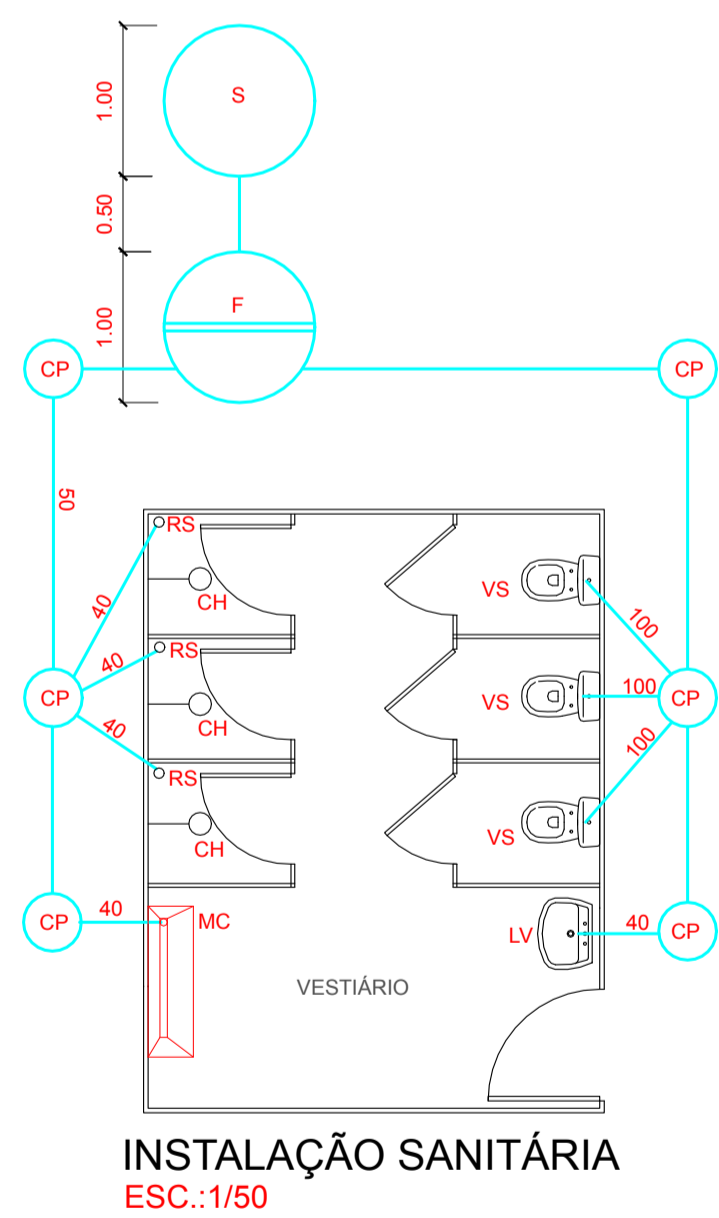 1.00
S
0.50
1.00
F
CP
CP
50
RS
40
CH
VS
100
40
RS
CP
CH
VS
100
CP
40
RS
100
CH
VS
CP
40
MC
LV
40
CP
VESTIÁRIO
INSTALAÇÃO SANITÁRIA
ESC.:1/50